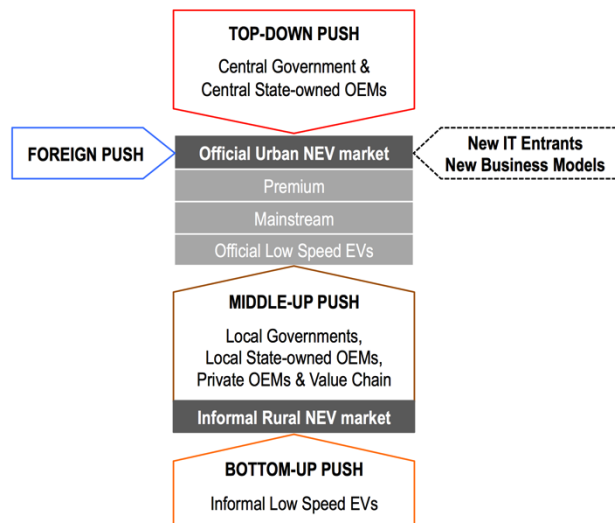 TOP-DOWN PUSH
Central Government &
Central State-owned OEMs
FOREIGN PUSH
Official Urban NEV market
New IT Entrants
New Business Models
Premium
Mainstream
Official Low Speed EVs
MIDDLE-UP PUSH
Local Governments,
Local State-owned OEMs,
Private OEMs & Value Chain
Informal Rural NEV market
BOTTOM-UP PUSH
Informal Low Speed EVs